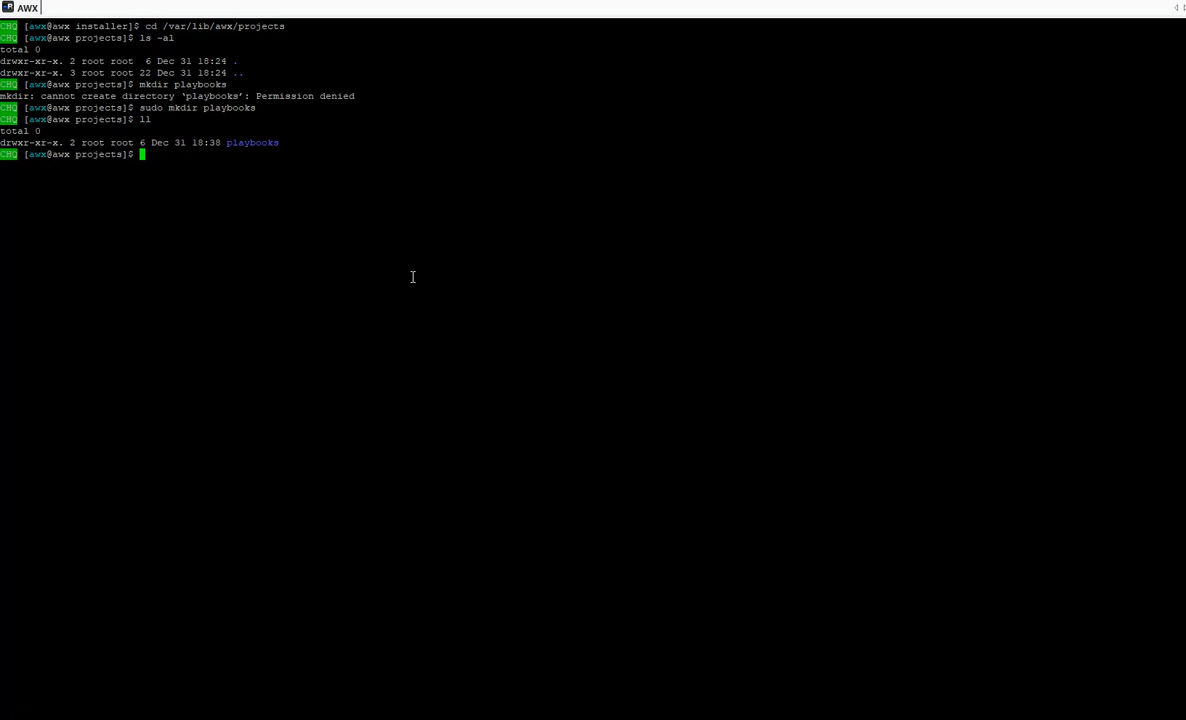 AWX
CHQ [awx@awx installer]$ cd /var/lib/awx/projects
CHQ [awx@awx projects]$ ls -al
total 0
drwxr-xr-x. 2 root root  6 Dec 31 18:24 .
drwxr-xr-x. 3 root root 22 Dec 31 18:24 ..
CHQ [awx@awx projects]$ mkdir playbooks
mkdir: cannot create directory ‘playbooks’: Permission denied
CHQ [awx@awx projects]$ sudo mkdir playbooks
CHQ [awx@awx projects]$ ll
total 0
drwxr-xr-x. 2 root root 6 Dec 31 18:38 playbooks
CHQ [awx@awx projects]$